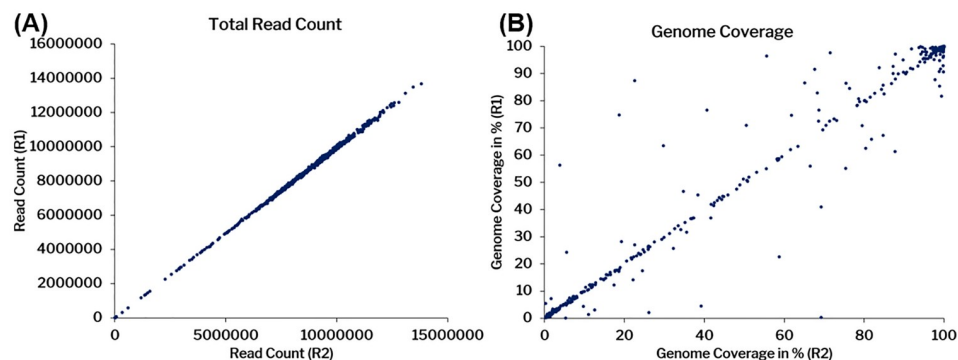 (A)
Total Read Count
16000000
14000000
12000000
10000000
8000000
6000000
4000000
2000000
0
Read Count (R1)
0 5000000 10000000 15000000
Read Count (R2)
(B)
Genome Coverage
100
90
80
70
60
50
40
30
20
10
0
Genome Coverage in % (R1)
0 20 40 60 80 100
Genome Coverage in % (R2)